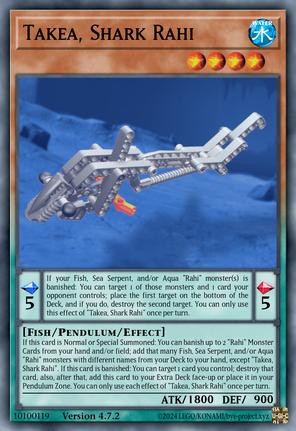 Takea, Shark Rahi
WATER
水
If your Fish, Sea Serpent, and/or Aqua "Rahi" monster(s) is
banished: You can target 1 of those monsters and 1 card your
opponent controls; place the first target on the bottom of the
Deck, and if you do, destroy the second target. You can only use
this effect of "Takea, Shark Rahi" once per turn.
5
5
[Fish/Pendulum/Effect]
If this card is Normal or Special Summoned: You can banish up to 2 "Rahi" Monster
Cards from your hand and/or field; add that many Fish, Sea Serpent, and/or Aqua
"Rahi" monsters with different names from your Deck to your hand, except "Takea,
Shark Rahi". If this card is banished: You can target 1 card you control; destroy that
card, also, after that, add this card to your Extra Deck face-up or place it in your
Pendulum Zone. You can only use each effect of "Takea, Shark Rahi" once per turn.
ATK/1800 DEF/ 900
10100119 Version 4.7.2 ©2024 LEGO/KONAMI/bye-project.xyz.